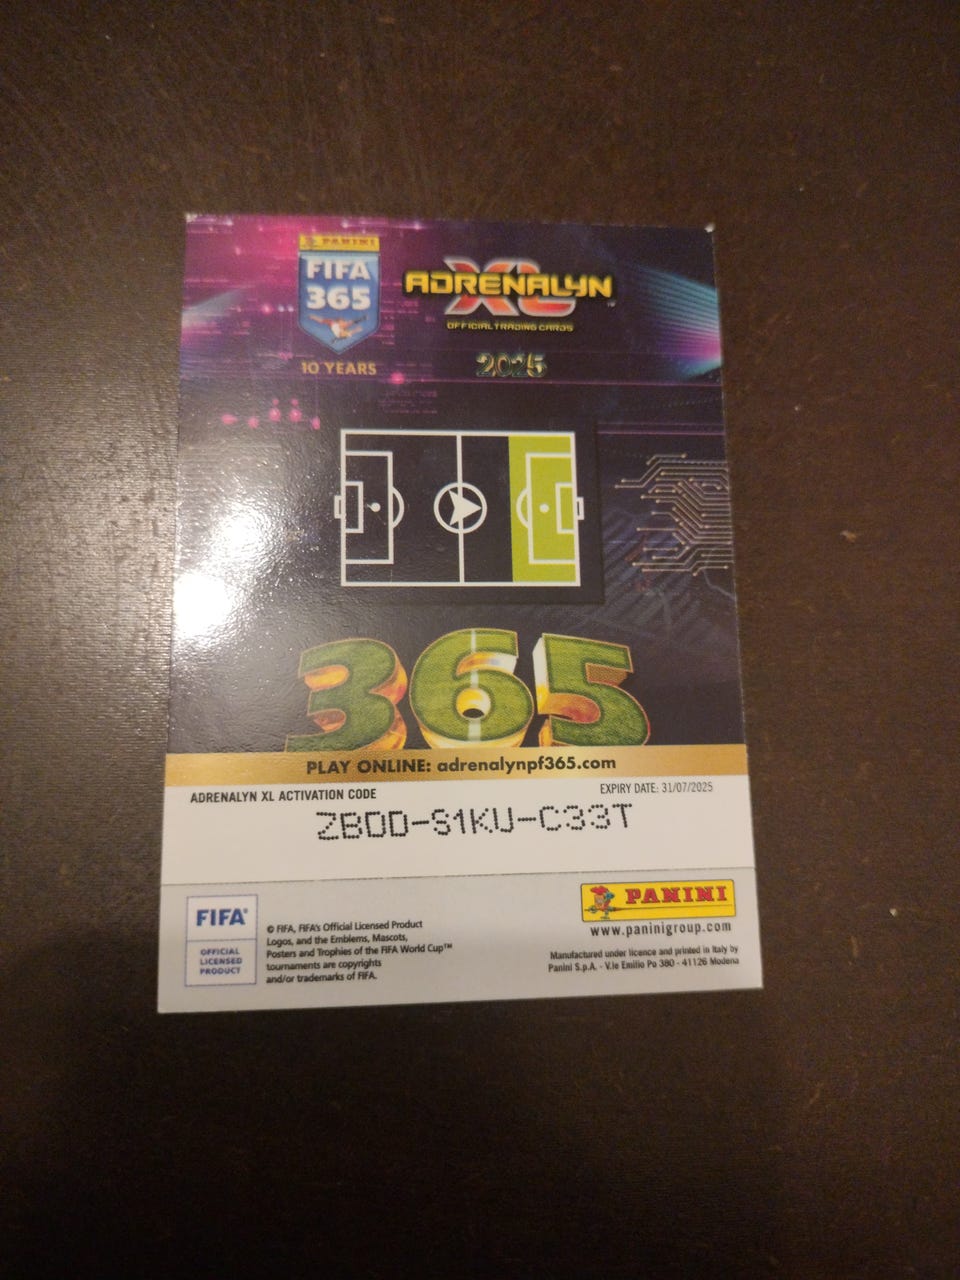 PANINI
FIFA
365
10 YEARS
ADRENALYN
XL
™
OFFICIAL TRADING CARDS
2025
365
PLAY ONLINE: adrenalynpf365.com
ADRENALYN XL ACTIVATION CODE
EXPIRY DATE: 31/07/2025
ZBDD-S1KU-C33T
FIFA®
OFFICIAL
LICENSED
PRODUCT
© FIFA, FIFA's Official Licensed Product
Logos, and the Emblems, Mascots,
Posters and Trophies of the FIFA World Cup™
tournaments are copyrights
and/or trademarks of FIFA.
PANINI
www.paninigroup.com
Manufactured under licence and printed in Italy by
Panini S.p.A. - V.le Emilio Po 380 - 41126 Modena